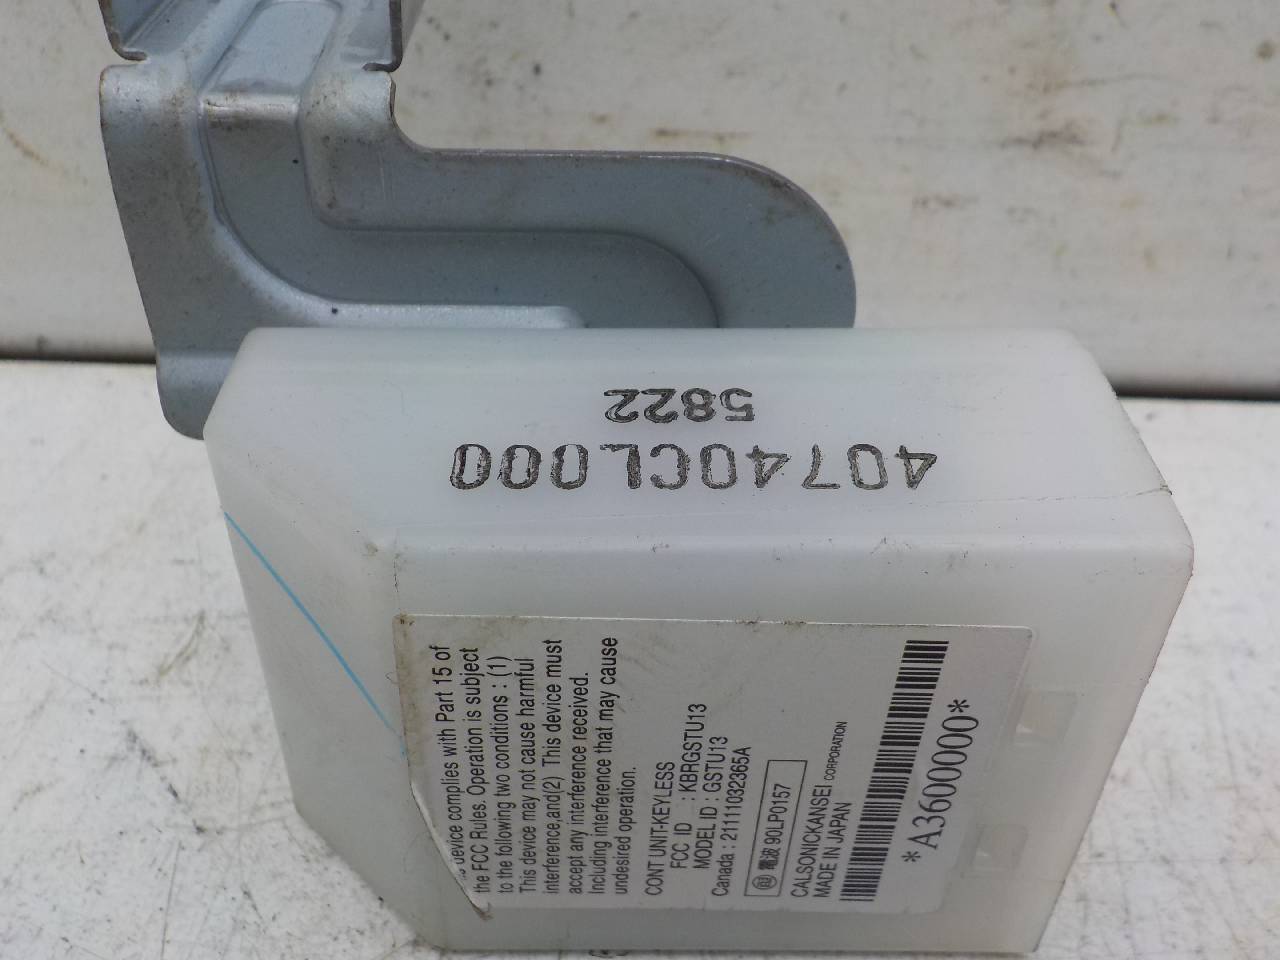 40740CL000
5822
device complies with Part 15 of
the FCC Rules. Operation is subject
to the following two conditions : (1)
This device may not cause harmful
interference,and(2) This device must
accept any interference received.
Including interference that may cause
undesired operation.
CONT UNIT-KEYLESS
FCC ID : KBRGSTU13
MODEL ID : GSTU13
Canada : 21111032365A
電波 90LP0157
CALSONICKANSEI CORPORATION
MADE IN JAPAN
*A3600000*